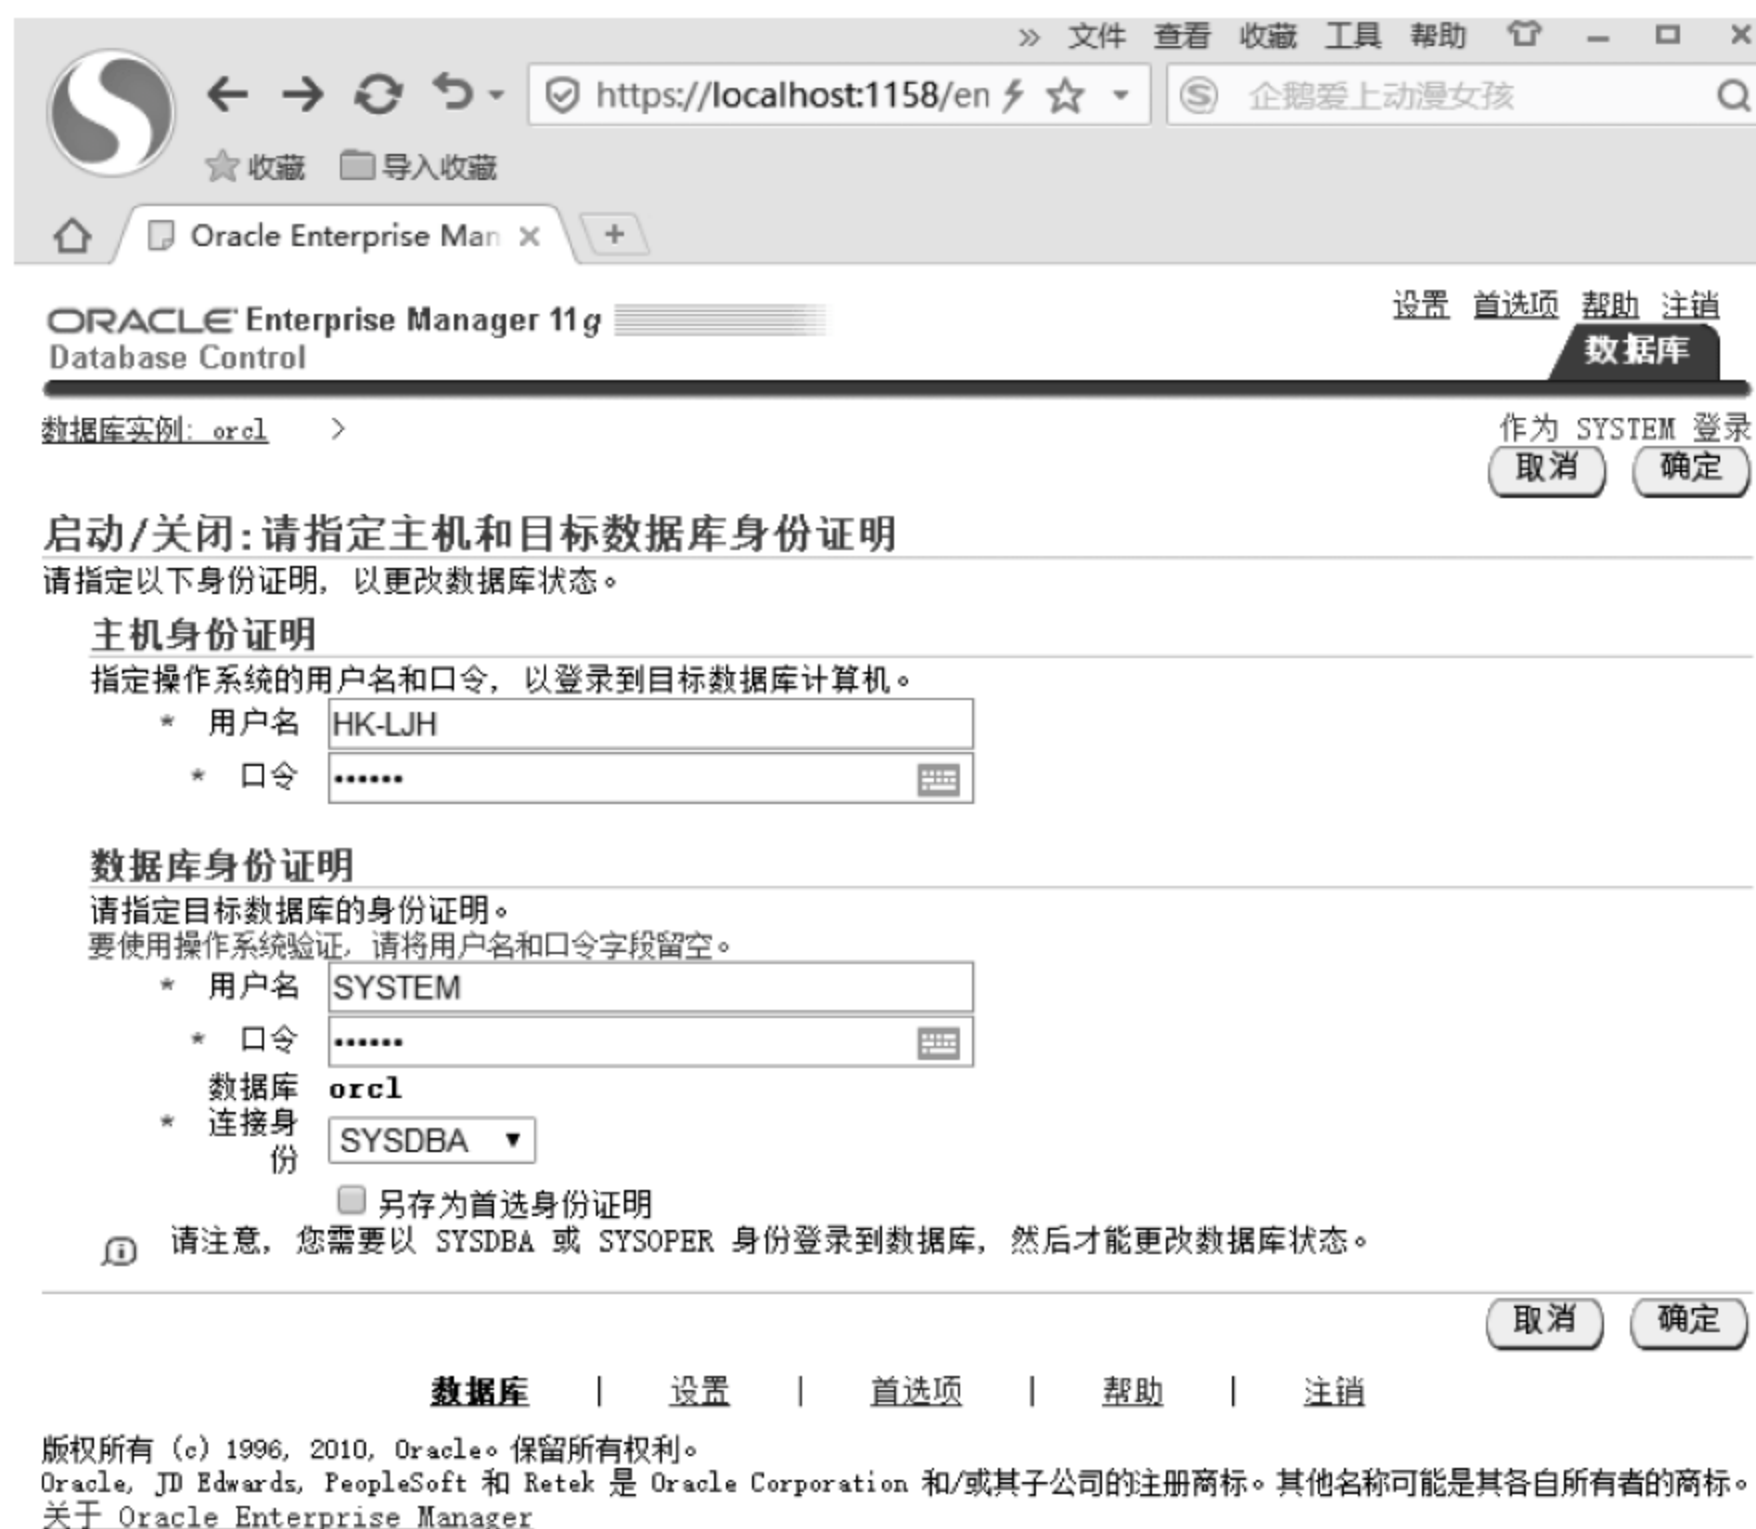 » 文件 查看 收藏 工具 帮助
https://localhost:1158/en 企鹅爱上动漫女孩
收藏 导入收藏
Oracle Enterprise Man
ORACLE Enterprise Manager 11g
Database Control
设置 首选项 帮助 注销
数据库
数据库实例: orcl >
作为 SYSTEM 登录
取消 确定
启动/关闭:请指定主机和目标数据库身份证明
请指定以下身份证明, 以更改数据库状态。
主机身份证明
指定操作系统的用户名和口令, 以登录到目标数据库计算机。
* 用户名 HK-LJH
* 口令 ••••••
数据库身份证明
请指定目标数据库的身份证明。
要使用操作系统验证, 请将用户名和口令字段留空。
* 用户名 SYSTEM
* 口令 ••••••
数据库 orcl
* 连接身
份 SYSDBA
另存为首选身份证明
请注意, 您需要以 SYSDBA 或 SYSOPER 身份登录到数据库, 然后才能更改数据库状态。
取消 确定
数据库 | 设置 | 首选项 | 帮助 | 注销
版权所有 (c) 1996, 2010, Oracle。保留所有权利。
Oracle, JD Edwards, PeopleSoft 和 Retek 是 Oracle Corporation 和/或其子公司的注册商标。其他名称可能是其各自所有者的商标。
关于 Oracle Enterprise Manager